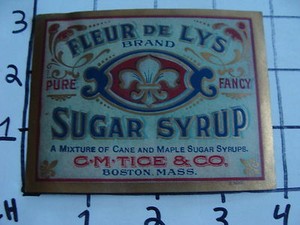 FLEUR DE LYS
BRAND
PURE FANCY
SUGAR SYRUP
A MIXTURE OF CANE AND MAPLE SUGAR SYRUPS.
C.M. TICE & CO.
BOSTON, MASS.
3
2
1
H 1 2 3 4